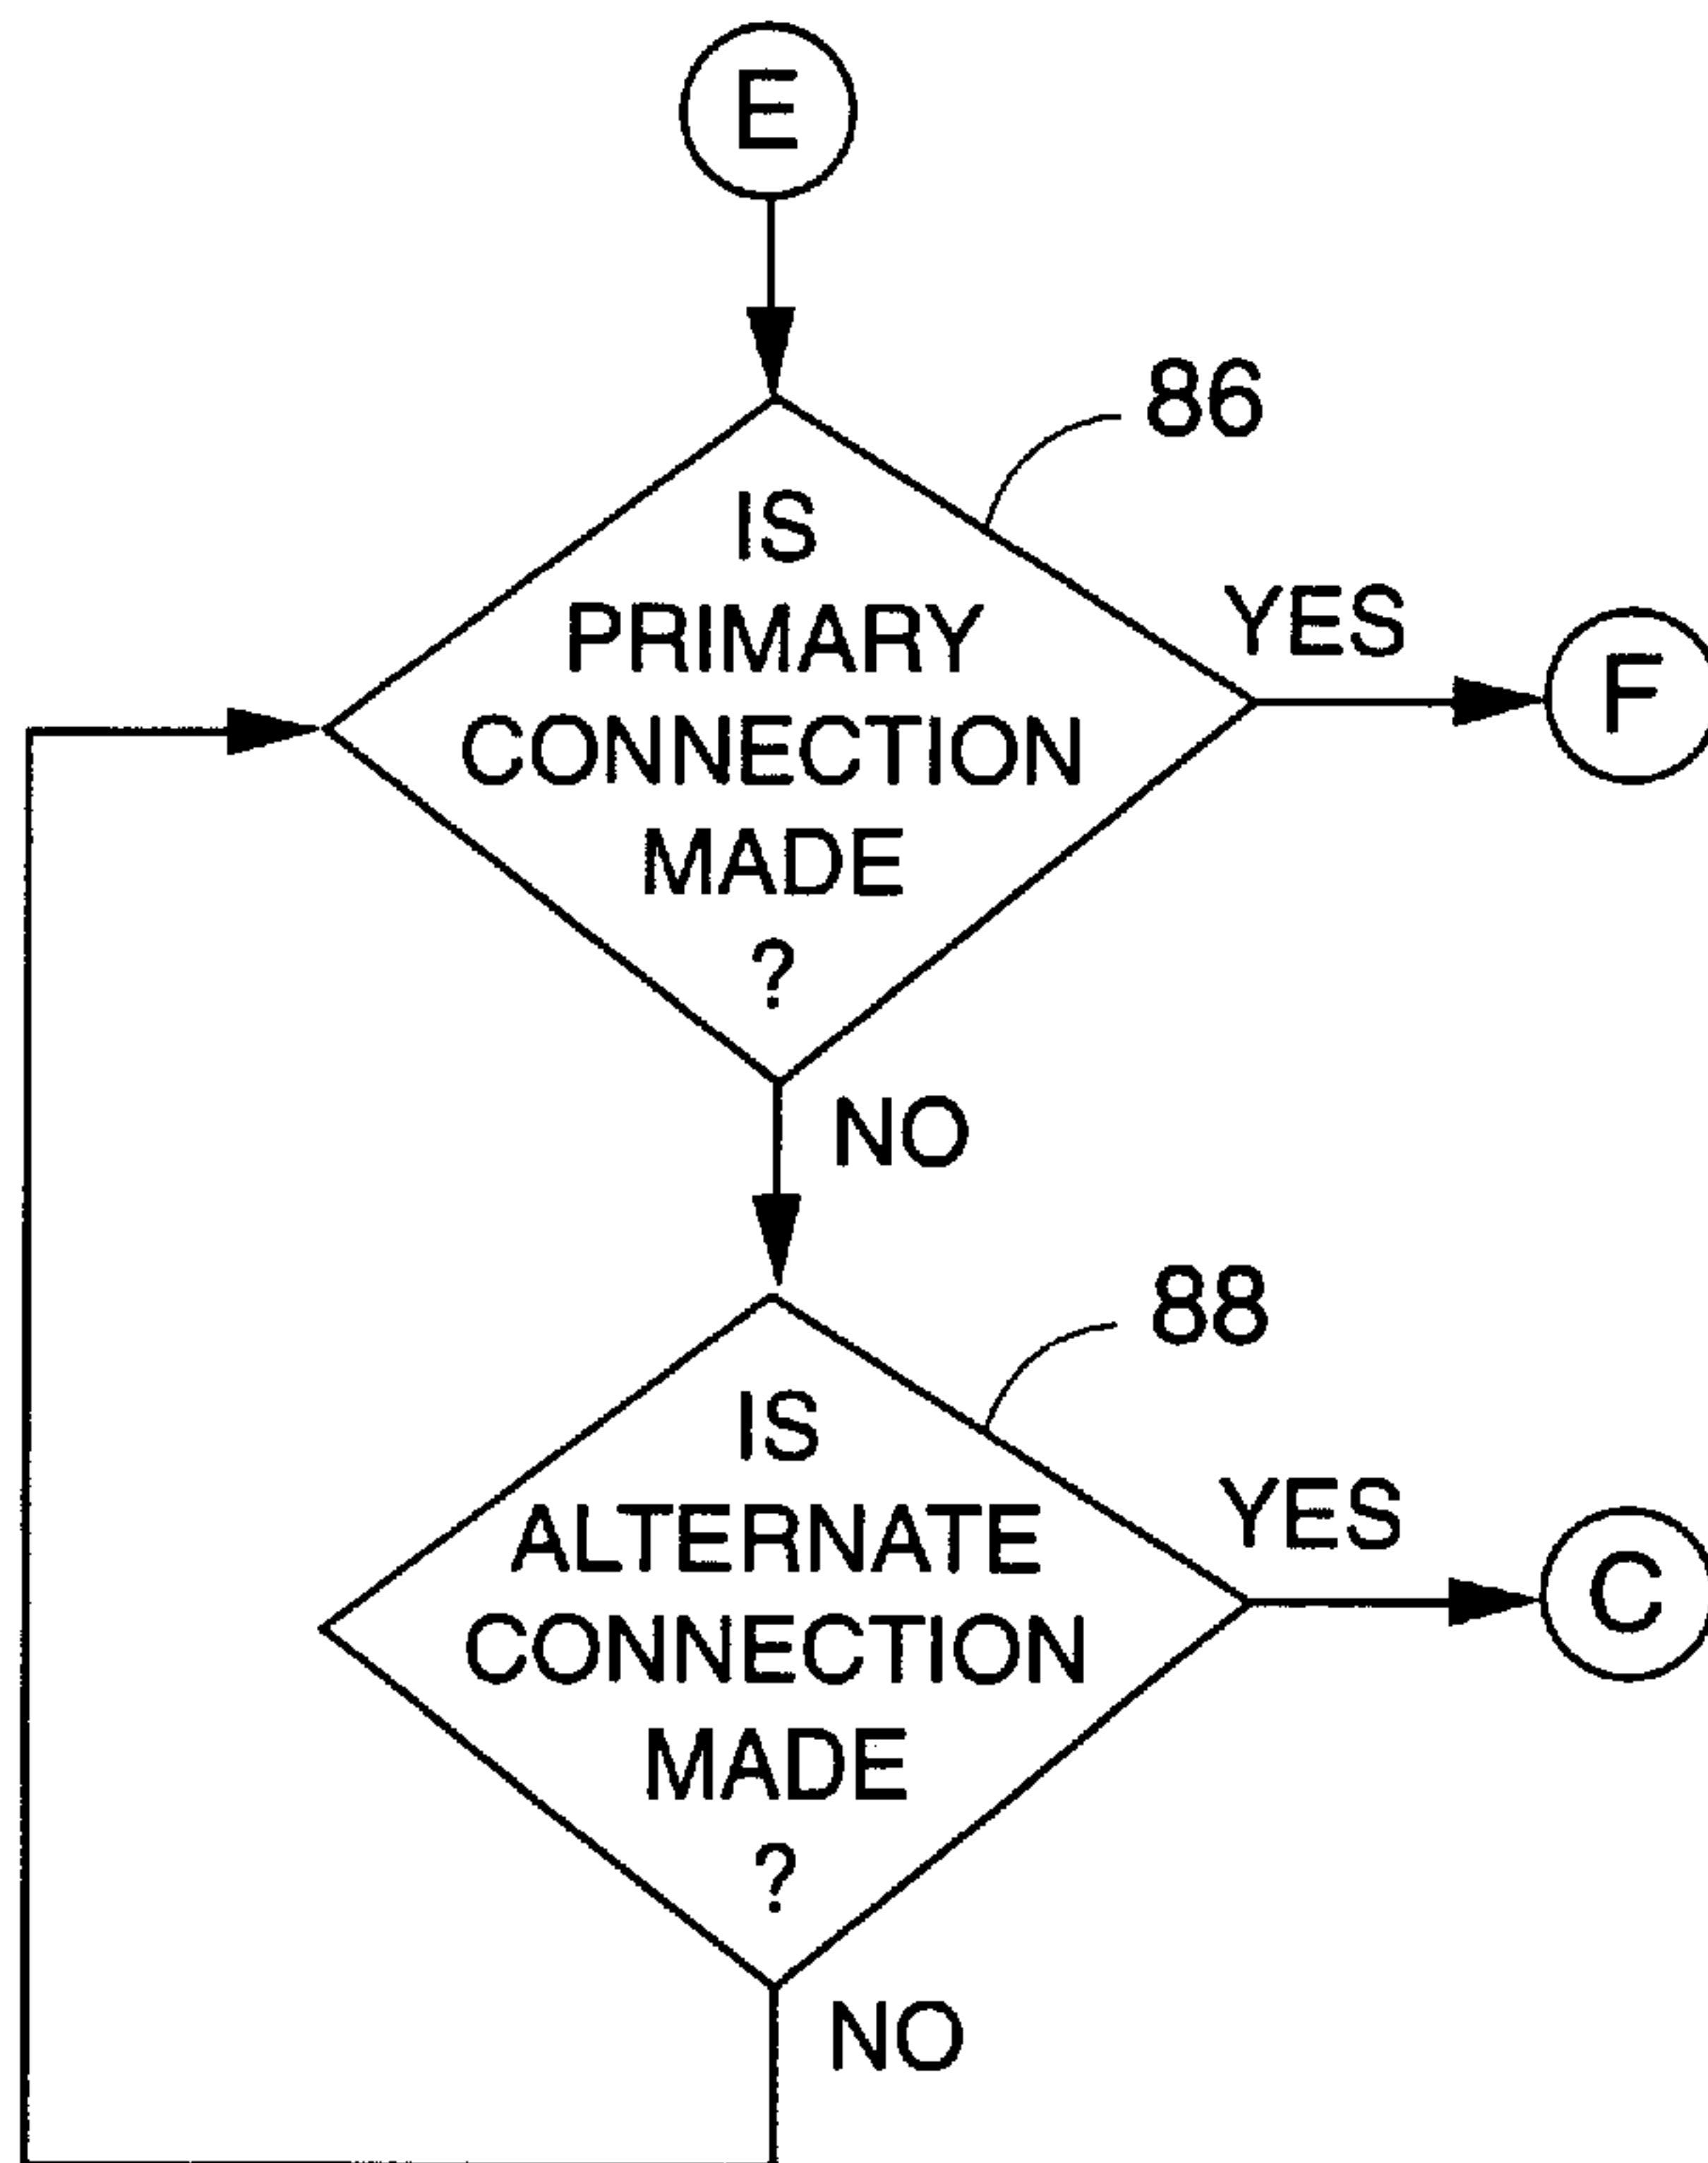 E
86
IS
PRIMARY
CONNECTION
MADE
?
YES
F
NO
88
IS
ALTERNATE
CONNECTION
MADE
?
YES
C
NO